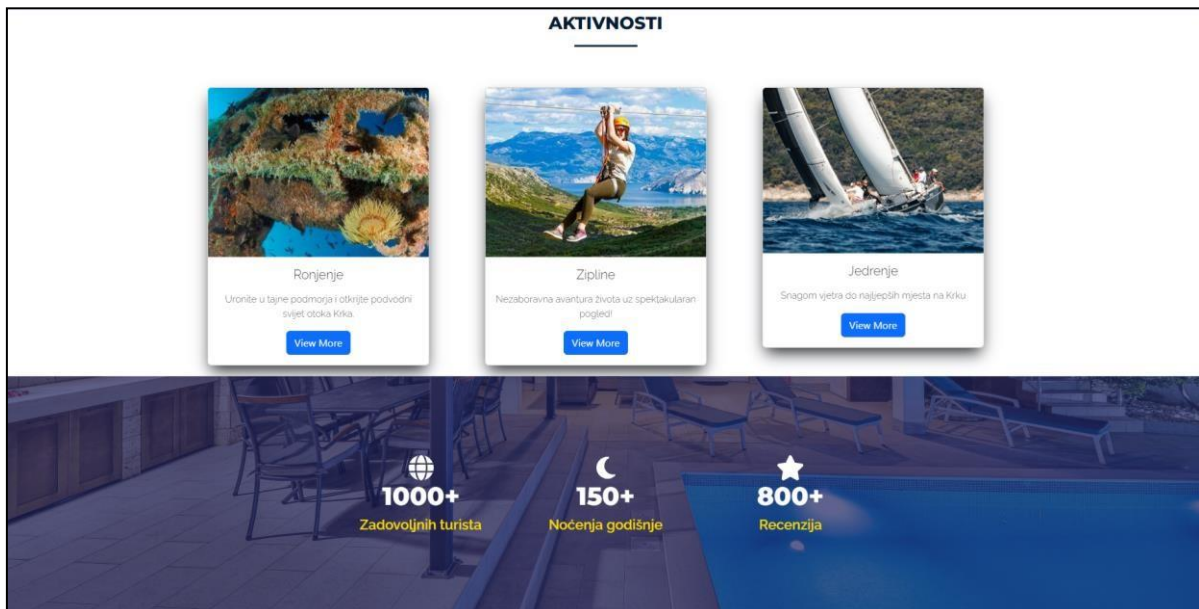 AKTIVNOSTI
Ronjenje
Uronite u tajne podmorja i otkrijte podvodni
svijet otoka Krka.
View More
Zipline
Nezaboravna avantura života uz spektakularan
pogled!
View More
Jedrenje
Snagom vjetra do najljepših mjesta na Krku
View More
1000+
Zadovoljnih turista
150+
Noćenja godišnje
800+
Recenzija